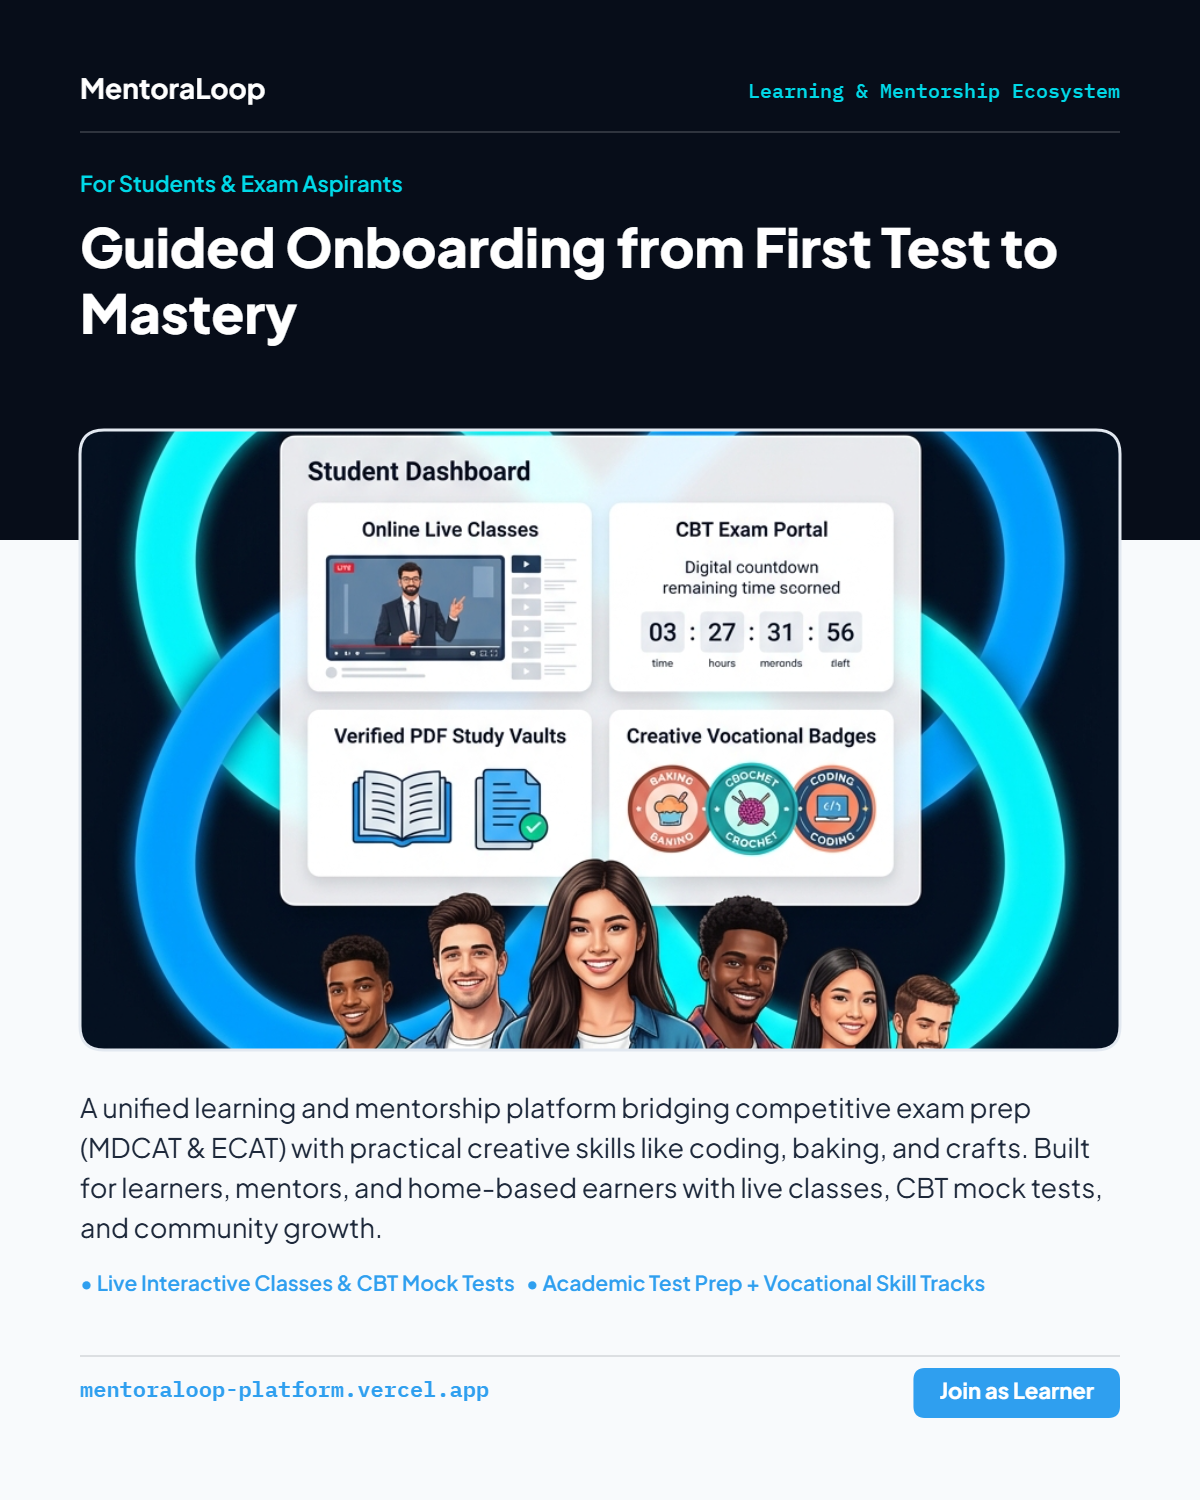 MentoraLoop
Learning & Mentorship Ecosystem
For Students & Exam Aspirants
Guided Onboarding from First Test to
Mastery
Student Dashboard
Online Live Classes
LIVE
CBT Exam Portal
Digital countdown
remaining time scorned
03 : 27 : 31 : 56
time hours meronds
Verified PDF Study Vaults
Creative Vocational Badges
BAKING
BANING
CBOCHET
CROCHET
CODING
</>
CODING
A unified learning and mentorship platform bridging competitive exam prep
(MDCAT & ECAT) with practical creative skills like coding, baking, and crafts. Built
for learners, mentors, and home-based earners with live classes, CBT mock tests,
and community growth.
• Live Interactive Classes & CBT Mock Tests • Academic Test Prep + Vocational Skill Tracks
mentoraloop-platform.vercel.app
Join as Learner